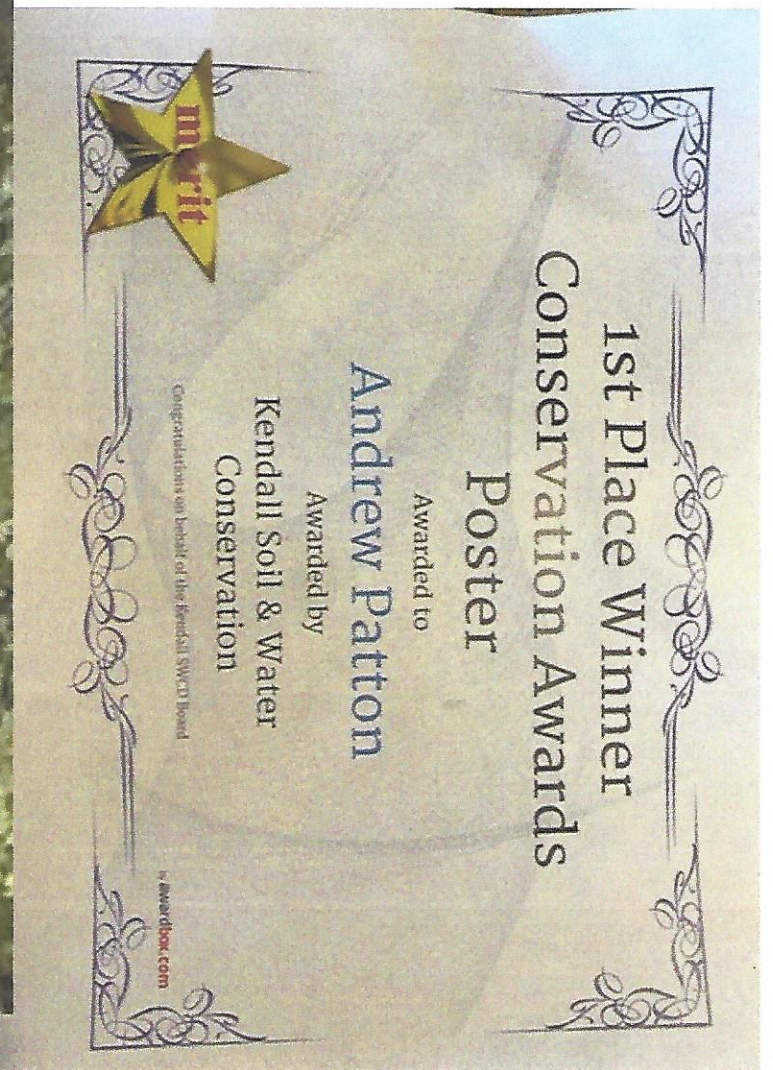 1st Place Winner
Conservation Awards
Poster
Awarded to
Andrew Patton
Awarded by
Kendall Soil & Water
Conservation
Congratulations on behalf of the Kendall SWCD Board
merit
awardbox.com